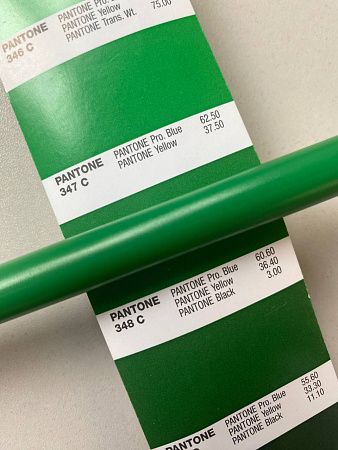 PANTONE PANTONE Pro. Blue
346 C PANTONE Yellow 75.00
PANTONE Trans. Wt.
PANTONE PANTONE Pro. Blue 62.50
347 C PANTONE Yellow 37.50
PANTONE PANTONE Pro. Blue 60.60
348 C PANTONE Yellow 36.40
PANTONE Black 3.00
PANTONE Pro. Blue 55.60
PANTONE Yellow 33.30
PANTONE PANTONE Black 11.10